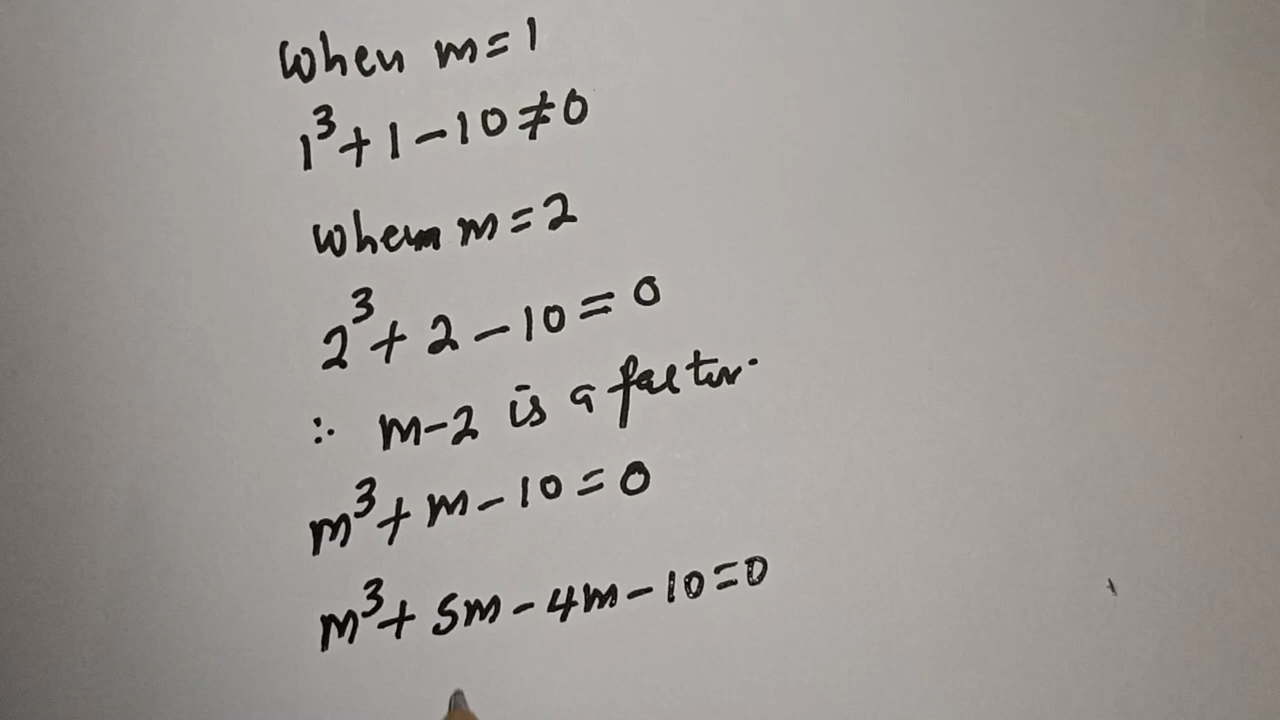 When m=1
1³+1-10≠0
When m=2
2³+2-10=0
∴ m-2 is a factor.
m³+m-10=0
m³+5m-4m-10=0